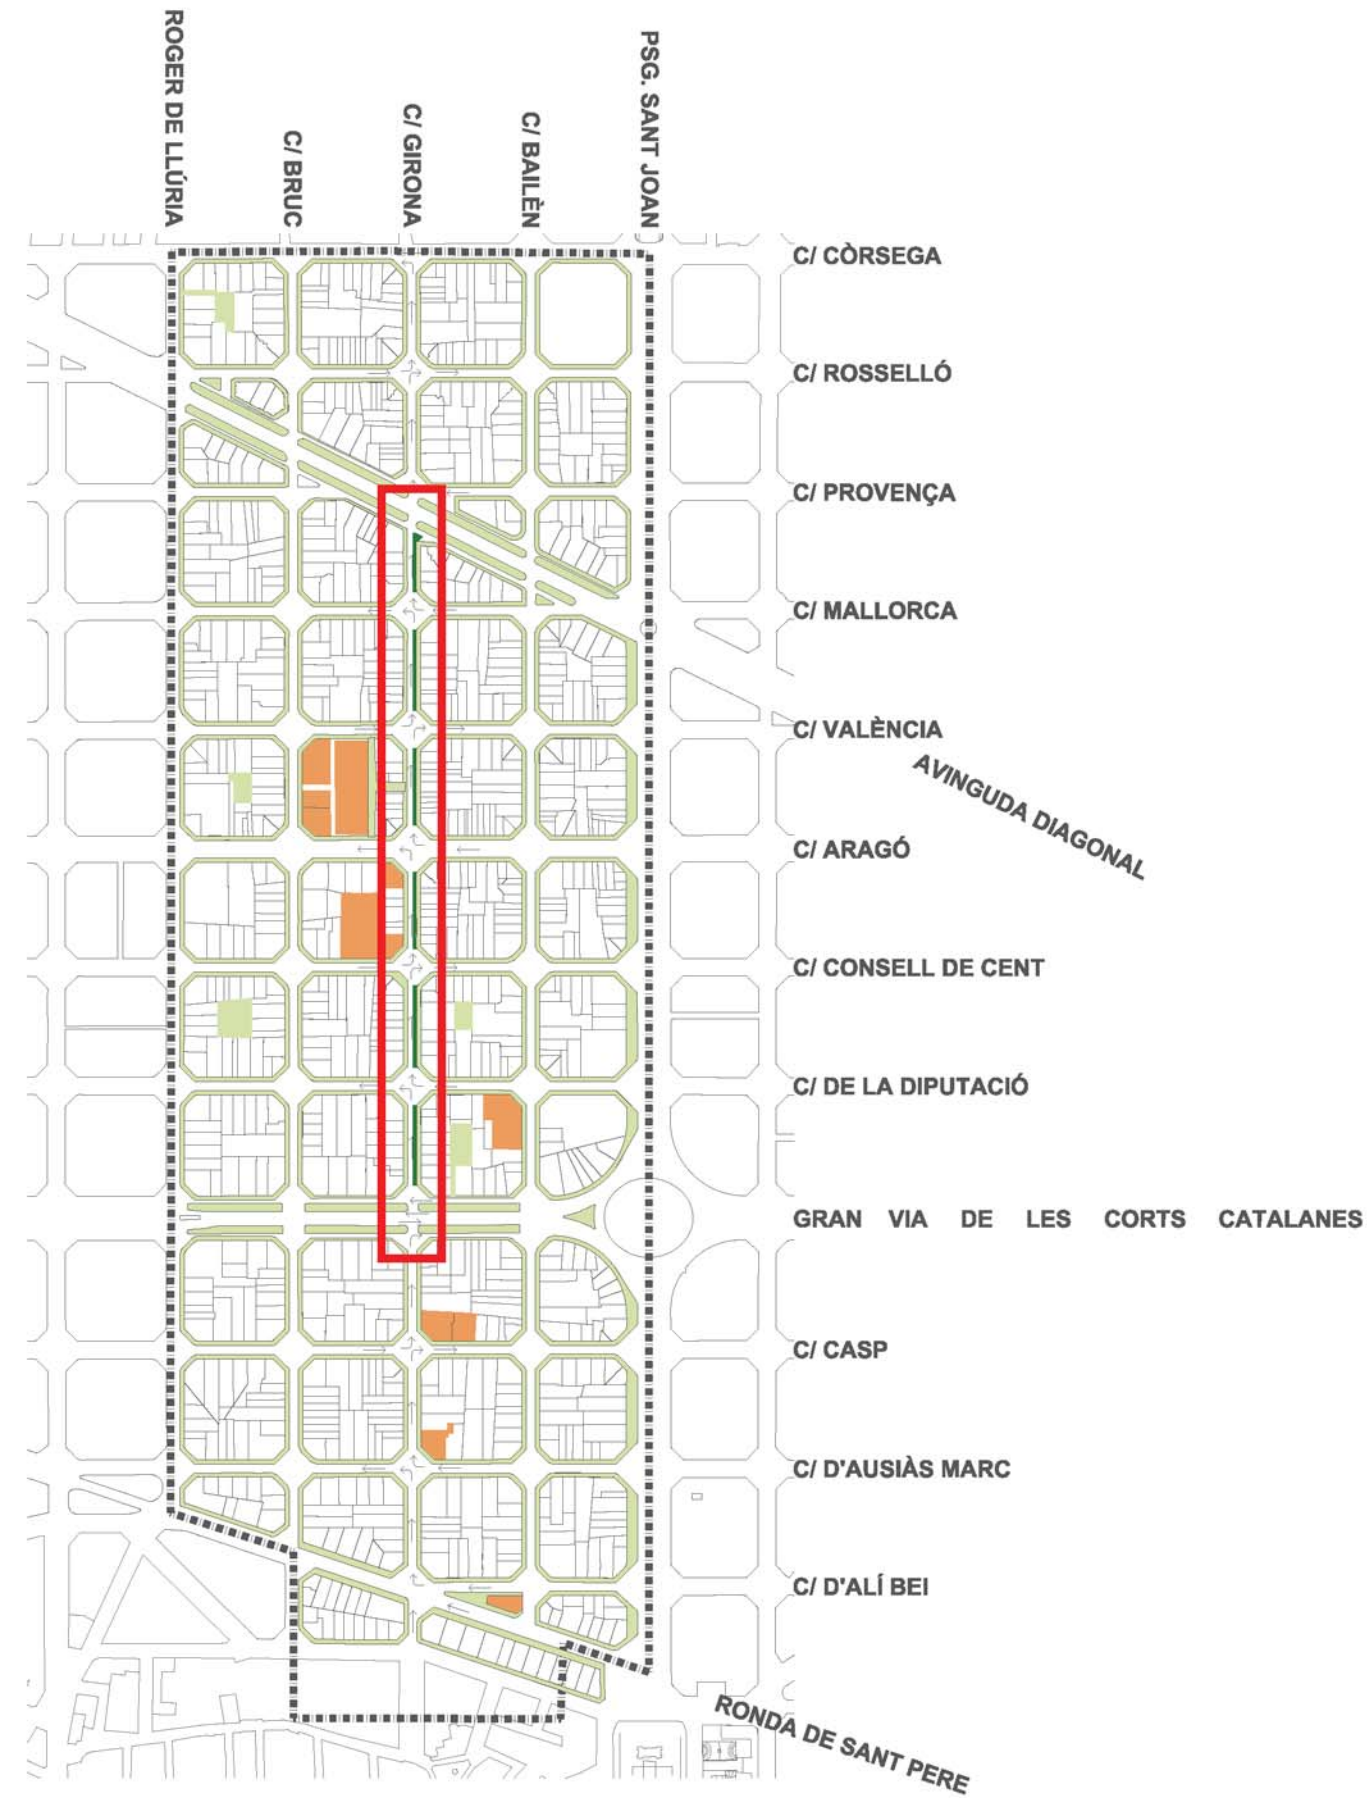 ROGER DE LLÚRIA
C/ BRUC
C/ GIRONA
C/ BAILÈN
PSG. SANT JOAN
C/ CÒRSEGA
C/ ROSSELLÓ
C/ PROVENÇA
C/ MALLORCA
C/ VALÈNCIA
AVINGUDA DIAGONAL
C/ ARAGÓ
C/ CONSELL DE CENT
C/ DE LA DIPUTACIÓ
GRAN VIA DE LES CORTS CATALANES
C/ CASP
C/ D'AUSIÀS MARC
C/ D'ALÍ BEI
RONDA DE SANT PERE